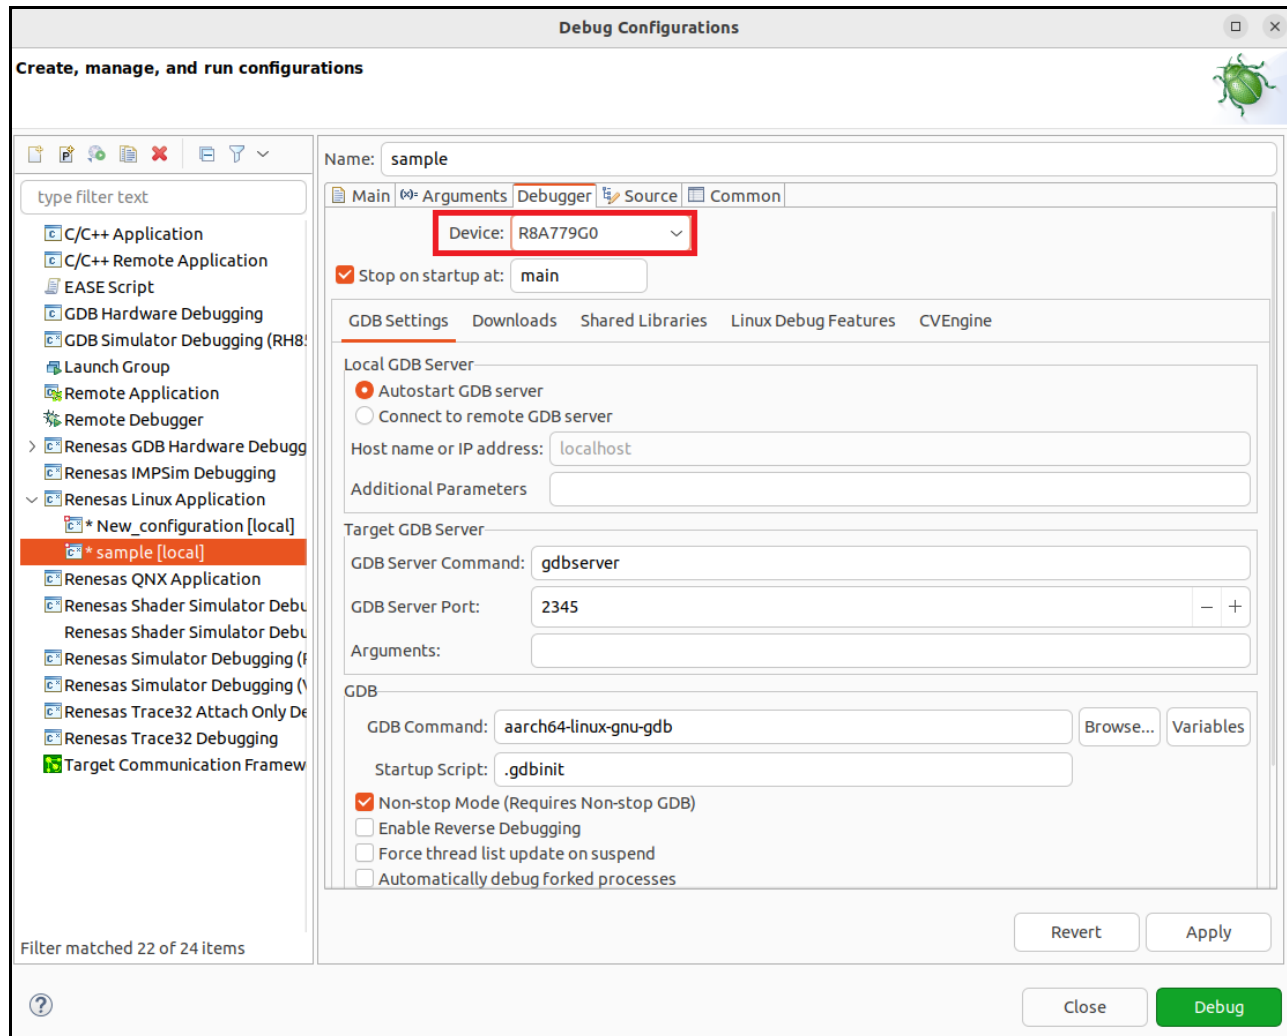 Debug Configurations
Create, manage, and run configurations
type filter text
C/C++ Application
C/C++ Remote Application
EASE Script
GDB Hardware Debugging
GDB Simulator Debugging (RH85
Launch Group
Remote Application
Remote Debugger
Renesas GDB Hardware Debugg
Renesas IMPSim Debugging
Renesas Linux Application
* New_configuration [local]
* sample [local]
Renesas QNX Application
Renesas Shader Simulator Debu
Renesas Shader Simulator Debu
Renesas Simulator Debugging (
Renesas Simulator Debugging (
Renesas Trace32 Attach Only De
Renesas Trace32 Debugging
Target Communication Framew
Filter matched 22 of 24 items
Name: sample
Main (x)= Arguments Debugger Source Common
Device: R8A779G0
Stop on startup at: main
GDB Settings Downloads Shared Libraries Linux Debug Features CVEngine
Local GDB Server
Autostart GDB server
Connect to remote GDB server
Host name or IP address: localhost
Additional Parameters
Target GDB Server
GDB Server Command: gdbserver
GDB Server Port: 2345
Arguments:
GDB
GDB Command: aarch64-linux-gnu-gdb Browse... Variables
Startup Script: .gdbinit
Non-stop Mode (Requires Non-stop GDB)
Enable Reverse Debugging
Force thread list update on suspend
Automatically debug forked processes
Revert Apply
Close Debug